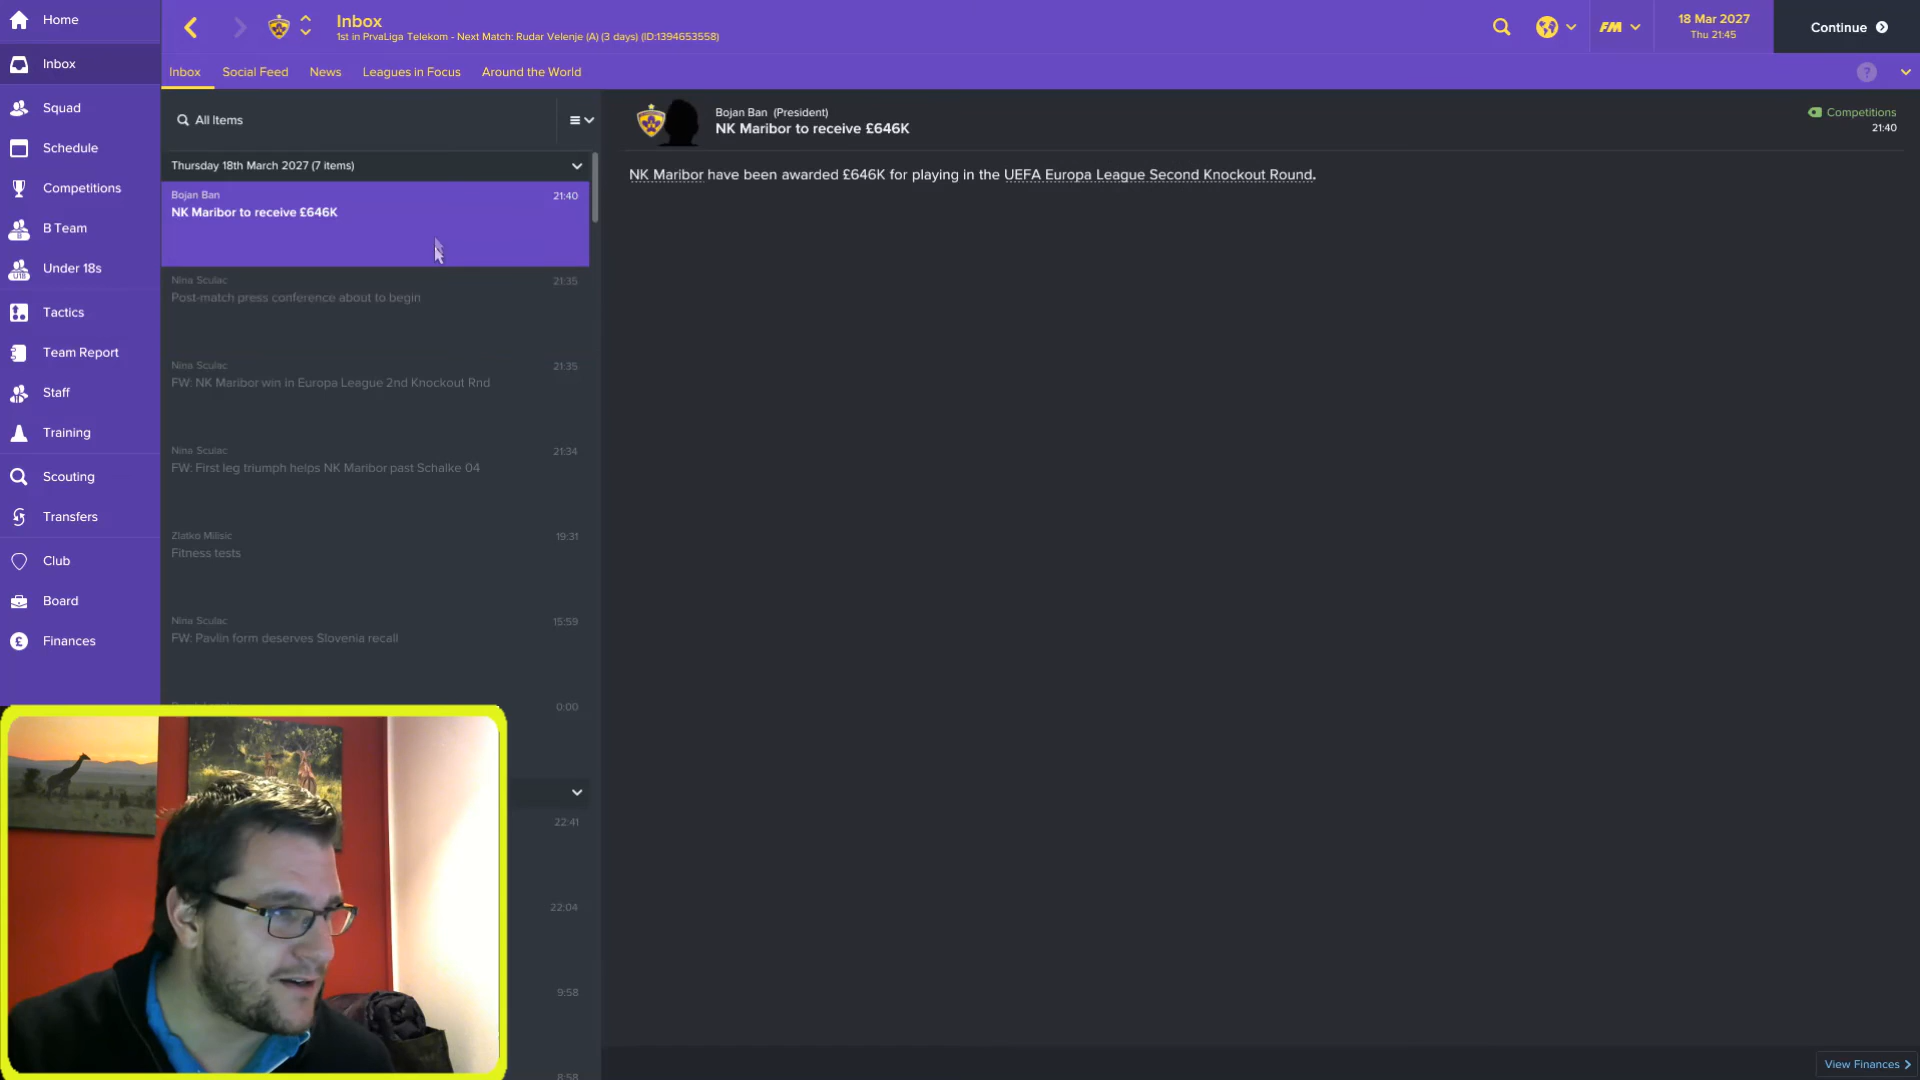 Home
Inbox
Squad
Schedule
Competitions
B Team
Under 18s
Tactics
Team Report
Staff
Training
Scouting
Transfers
Club
Board
Finances
Inbox
1st in PrvaLiga Telekom - Next Match: Rudar Velenje (A) (3 days) (ID:1394653558)
FM
18 Mar 2027
Thu 21:45
Continue
Inbox
Social Feed
News
Leagues in Focus
Around the World
?
All Items
Thursday 18th March 2027 (7 items)
Bojan Ban
21:40
NK Maribor to receive £646K
Nina Sculac
21:35
Post-match press conference about to begin
Nina Sculac
21:35
FW: NK Maribor win in Europa League 2nd Knockout Rnd
Nina Sculac
21:34
FW: First leg triumph helps NK Maribor past Schalke 04
Zlatko Milisic
19:31
Fitness tests
Nina Sculac
15:59
FW: Pavlin form deserves Slovenia recall
0:00
22:41
22:04
9:58
8:58
Bojan Ban (President)
NK Maribor to receive £646K
Competitions
21:40
NK Maribor have been awarded £646K for playing in the UEFA Europa League Second Knockout Round.
View Finances